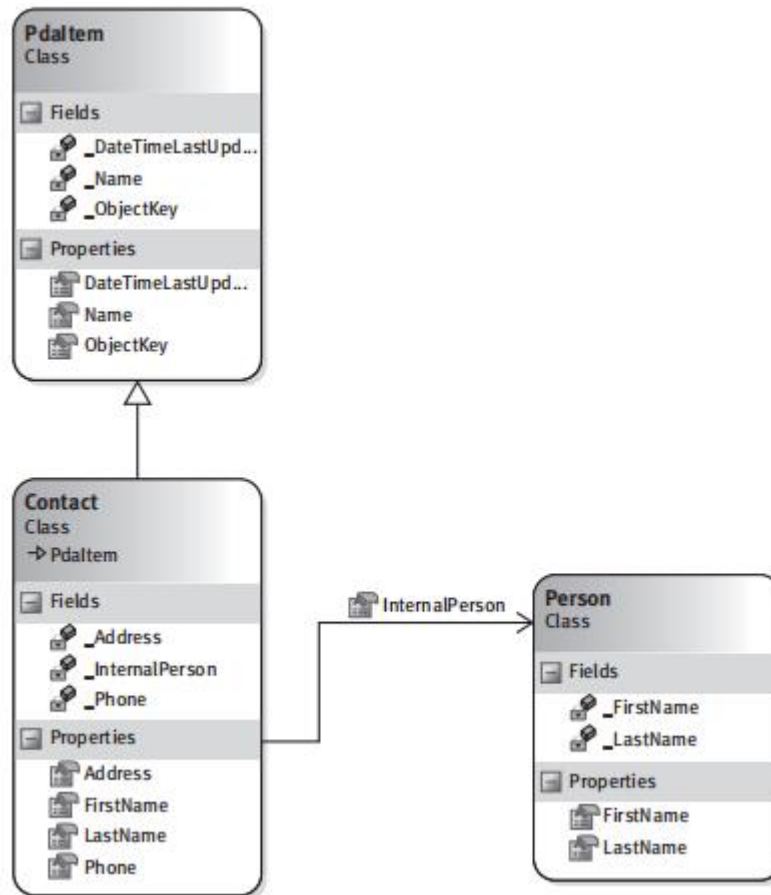 PdaItem
Class
Fields
_DateTimeLastUpd...
_Name
_ObjectKey
Properties
DateTimeLastUpd...
Name
ObjectKey
Contact
Class
PdaItem
Fields
_Address
_InternalPerson
_Phone
Properties
Address
FirstName
LastName
Phone
InternalPerson
Person
Class
Fields
_FirstName
_LastName
Properties
FirstName
LastName